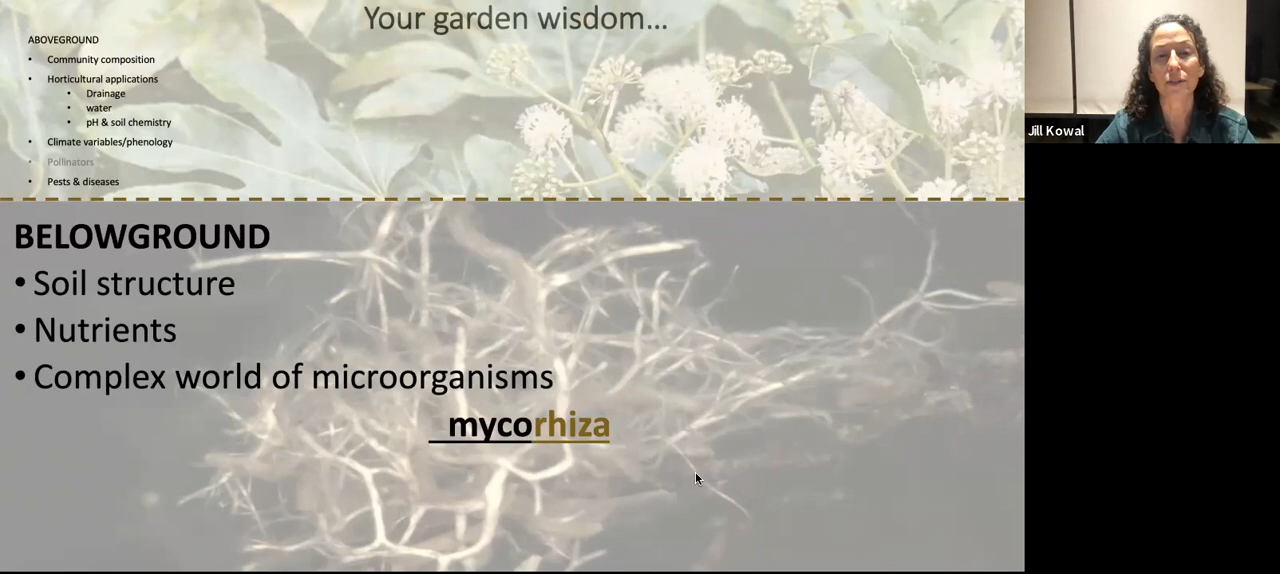 Your garden wisdom...
ABOVEGROUND
• Community composition
• Horticultural applications
• Drainage
• water
• pH & soil chemistry
• Climate variables/phenology
• Pollinators
• Pests & diseases
BELOWGROUND
• Soil structure
• Nutrients
• Complex world of microorganisms
mycorhiza
Jill Kowal